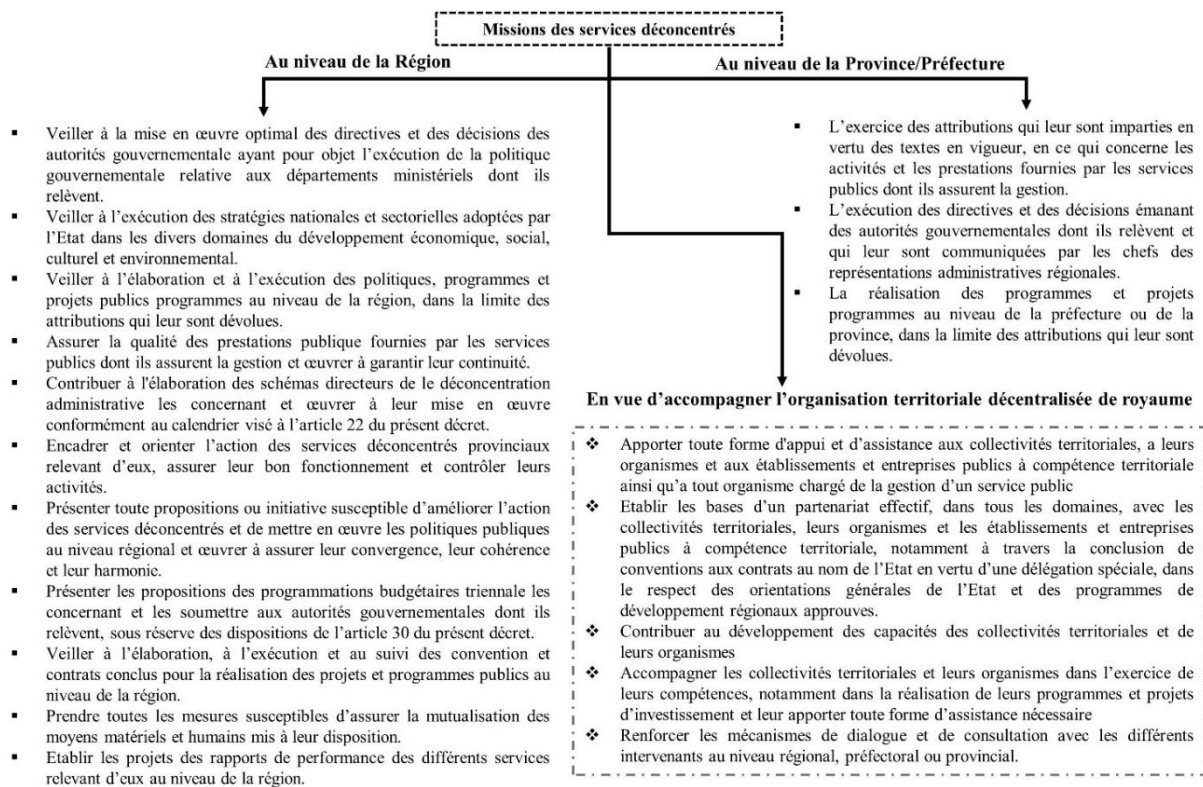 Missions des services déconcentrés
Au niveau de la Région
▪ Veiller à la mise en œuvre optimal des directives et des décisions des
autorités gouvernementale ayant pour objet l'exécution de la politique
gouvernementale relative aux départements ministériels dont ils
relèvent.
▪ Veiller à l'exécution des stratégies nationales et sectorielles adoptées par
l'Etat dans les divers domaines du développement économique, social,
culturel et environnemental.
▪ Veiller à l'élaboration et à l'exécution des politiques, programmes et
projets publics programmes au niveau de la région, dans la limite des
attributions qui leur sont dévolues.
▪ Assurer la qualité des prestations publique fournies par les services
publics dont ils assurent la gestion et œuvrer à garantir leur continuité.
▪ Contribuer à l'élaboration des schémas directeurs de le déconcentration
administrative les concernant et œuvrer à leur mise en œuvre
conformément au calendrier visé à l'article 22 du présent décret.
▪ Encadrer et orienter l'action des services déconcentrés provinciaux
relevant d'eux, assurer leur bon fonctionnement et contrôler leurs
activités.
▪ Présenter toute propositions ou initiative susceptible d'améliorer l'action
des services déconcentrés et de mettre en œuvre les politiques publiques
au niveau régional et œuvrer à assurer leur convergence, leur cohérence
et leur harmonie.
▪ Présenter les propositions des programmations budgétaires triennale les
concernant et les soumettre aux autorités gouvernementales dont ils
relèvent, sous réserve des dispositions de l'article 30 du présent décret.
▪ Veiller à l'élaboration, à l'exécution et au suivi des convention et
contrats conclus pour la réalisation des projets et programmes publics au
niveau de la région.
▪ Prendre toutes les mesures susceptibles d'assurer la mutualisation des
moyens matériels et humains mis à leur disposition.
▪ Etablir les projets des rapports de performance des différents services
relevant d'eux au niveau de la région.
Au niveau de la Province/Préfecture
▪ L'exercice des attributions qui leur sont imparties en
vertu des textes en vigueur, en ce qui concerne les
activités et les prestations fournies par les services
publics dont ils assurent la gestion.
▪ L'exécution des directives et des décisions émanant
des autorités gouvernementales dont ils relèvent et
qui leur sont communiquées par les chefs des
représentations administratives régionales.
▪ La réalisation des programmes et projets
programmes au niveau de la préfecture ou de la
province, dans la limite des attributions qui leur sont
dévolues.
En vue d'accompagner l'organisation territoriale décentralisée de royaume
❖ Apporter toute forme d'appui et d'assistance aux collectivités territoriales, a leurs
organismes et aux établissements et entreprises publics à compétence territoriale
ainsi qu'a tout organisme chargé de la gestion d'un service public
❖ Etablir les bases d'un partenariat effectif, dans tous les domaines, avec les
collectivités territoriales, leurs organismes et les établissements et entreprises
publics à compétence territoriale, notamment à travers la conclusion de
conventions aux contrats au nom de l'Etat en vertu d'une délégation spéciale, dans
le respect des orientations générales de l'Etat et des programmes de
développement régionaux approuves.
❖ Contribuer au développement des capacités des collectivités territoriales et de
leurs organismes
❖ Accompagner les collectivités territoriales et leurs organismes dans l'exercice de
leurs compétences, notamment dans la réalisation de leurs programmes et projets
d'investissement et leur apporter toute forme d'assistance nécessaire
❖ Renforcer les mécanismes de dialogue et de consultation avec les différents
intervenants au niveau régional, préfectoral ou provincial.